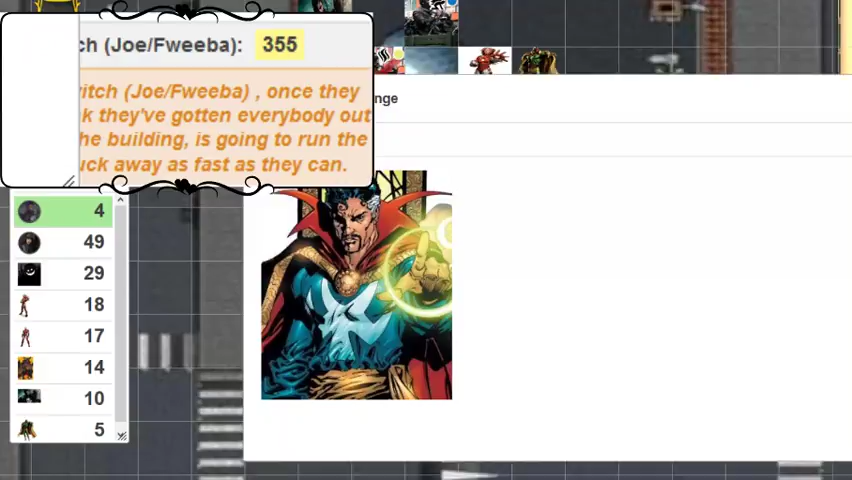 ch (Joe/Fweeba): 355
itch (Joe/Fweeba) , once they
k they've gotten everybody out
he building, is going to run the
uck away as fast as they can.
nge
4
49
29
18
17
14
10
5